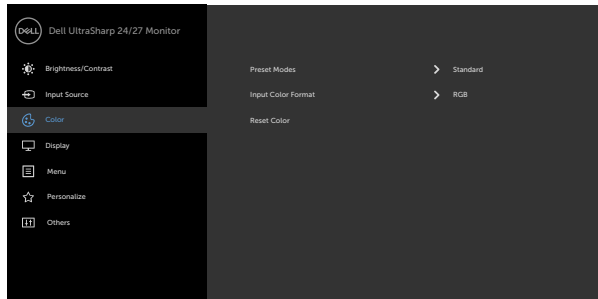 DELL Dell UltraSharp 24/27 Monitor
Brightness/Contrast
Preset Modes Standard
Input Source
Input Color Format RGB
Color
Reset Color
Display
Menu
Personalize
Others